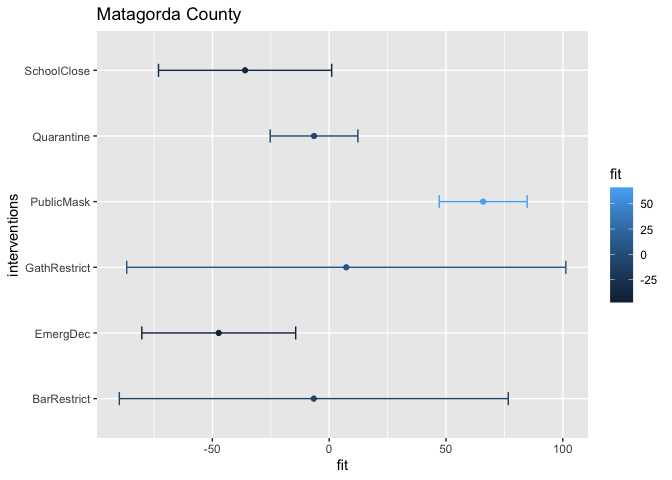 Matagorda County
interventions
SchoolClose
Quarantine
PublicMask
GathRestrict
EmergDec
BarRestrict
-50 0 50 100
fit
fit
50
25
0
-25